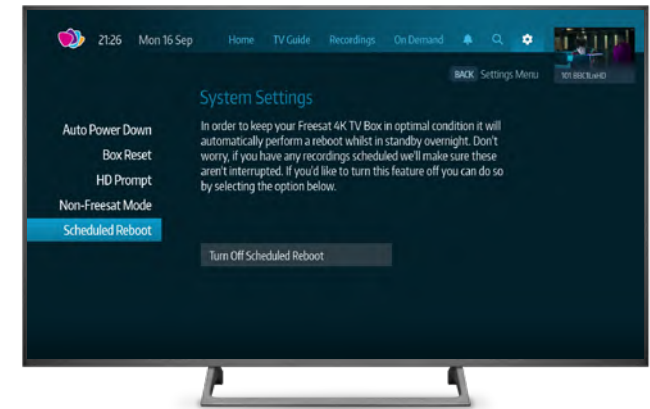 21:26 Mon 16 Sep Home TV Guide Recordings On Demand
BACK Settings Menu
System Settings
Auto Power Down
Box Reset
HD Prompt
Non-Freesat Mode
Scheduled Reboot
In order to keep your Freesat 4K TV Box in optimal condition it will
automatically perform a reboot whilst in standby overnight. Don't
worry, if you have any recordings scheduled we'll make sure these
aren't interrupted. If you'd like to turn this feature off you can do so
by selecting the option below.
Turn Off Scheduled Reboot